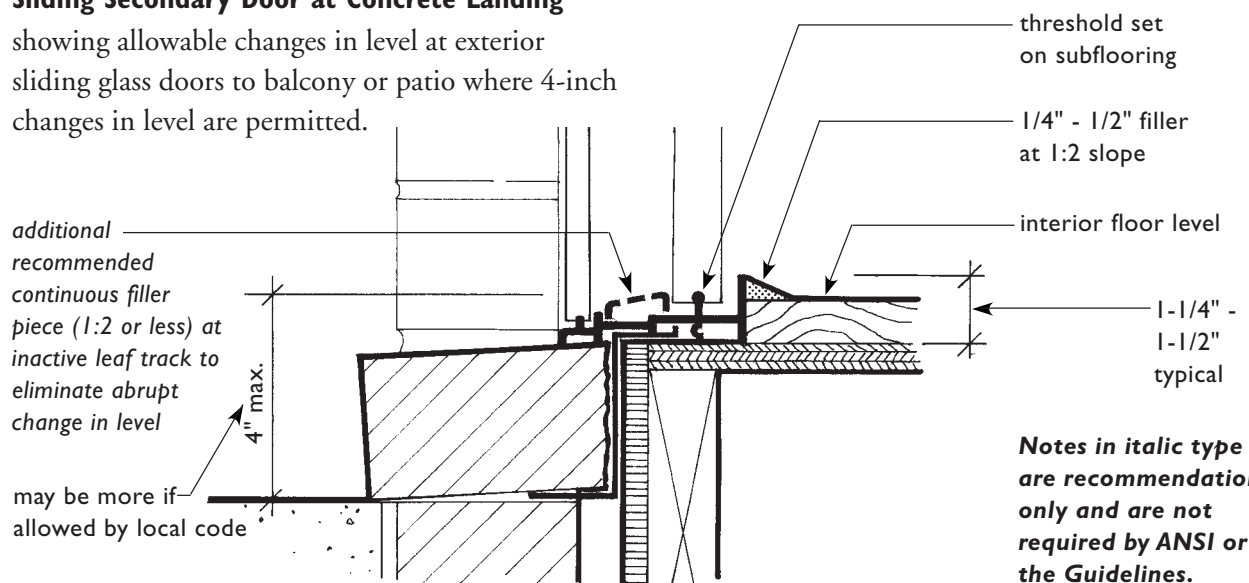 Sliding Secondary Door at Concrete Landing
showing allowable changes in level at exterior
sliding glass doors to balcony or patio where 4-inch
changes in level are permitted.
threshold set
on subflooring
1/4" - 1/2" filler
at 1:2 slope
interior floor level
additional
recommended
continuous filler
piece (1:2 or less) at
inactive leaf track to
eliminate abrupt
change in level
4" max.
may be more if
allowed by local code
1-1/4" -
1-1/2"
typical
Notes in italic type
are recommendation
only and are not
required by ANSI or
the Guidelines.